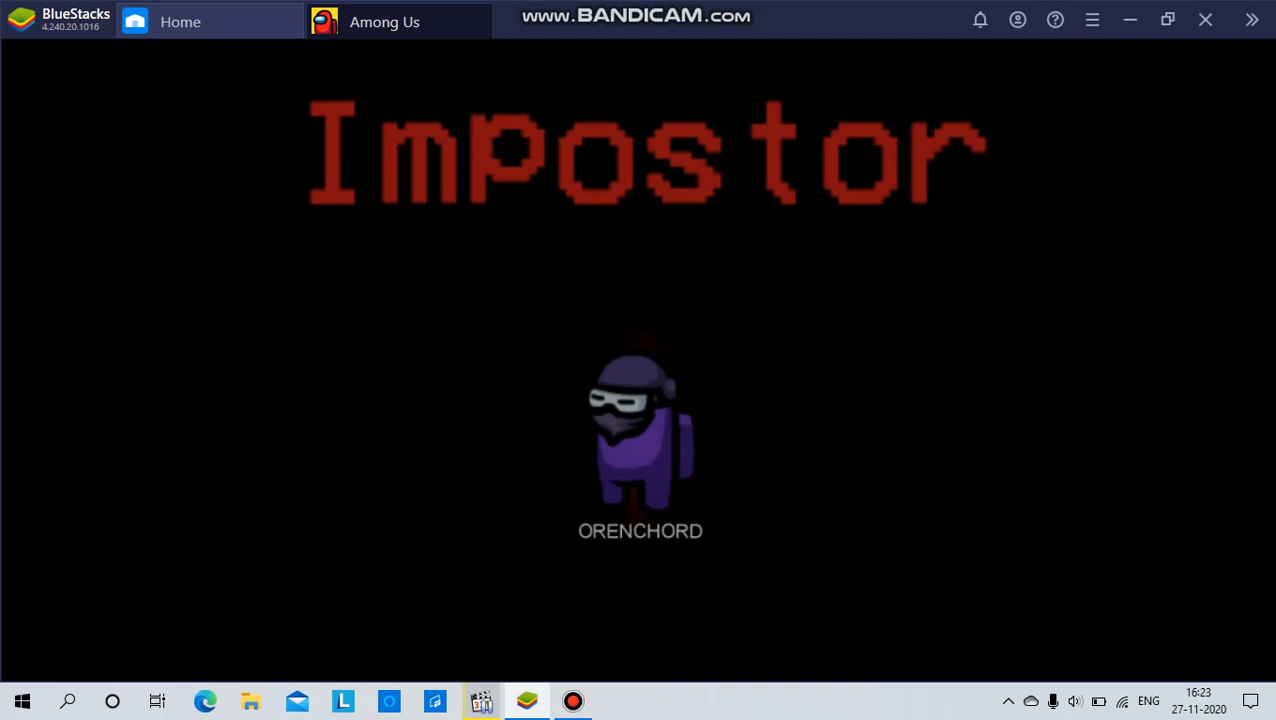 BlueStacks
4.240.20.1016
Home
Among Us
www.BANDICAM.com
Impostor
ORENCHORD
L
ENG
16:23
27-11-2020